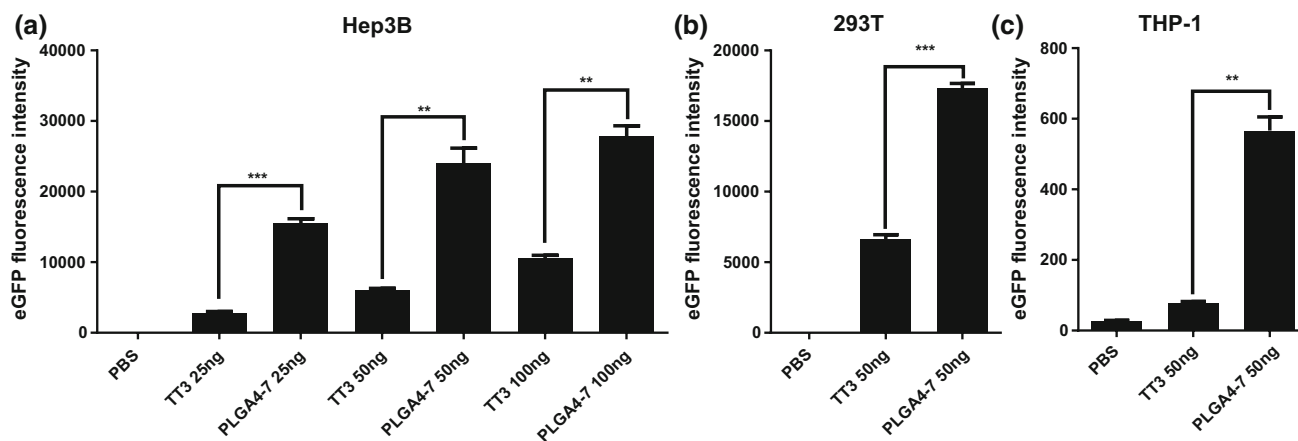 (a)
Hep3B
eGFP fluorescence intensity
40000
30000
20000
10000
0
***
**
**
PBS
TT3 25ng
PLGA4-7 25ng
TT3 50ng
PLGA4-7 50ng
TT3 100ng
PLGA4-7 100ng
(b)
293T
eGFP fluorescence intensity
20000
15000
10000
5000
0
***
PBS
TT3 50ng
PLGA4-7 50ng
(c)
THP-1
eGFP fluorescence intensity
800
600
400
200
0
**
PBS
TT3 50ng
PLGA4-7 50ng